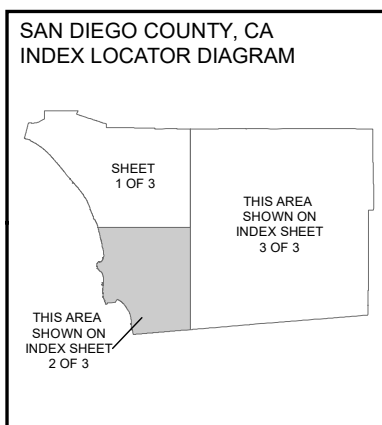 SAN DIEGO COUNTY, CA
INDEX LOCATOR DIAGRAM
SHEET
1 OF 3
THIS AREA
SHOWN ON
INDEX SHEET
3 OF 3
THIS AREA
SHOWN ON
INDEX SHEET
2 OF 3